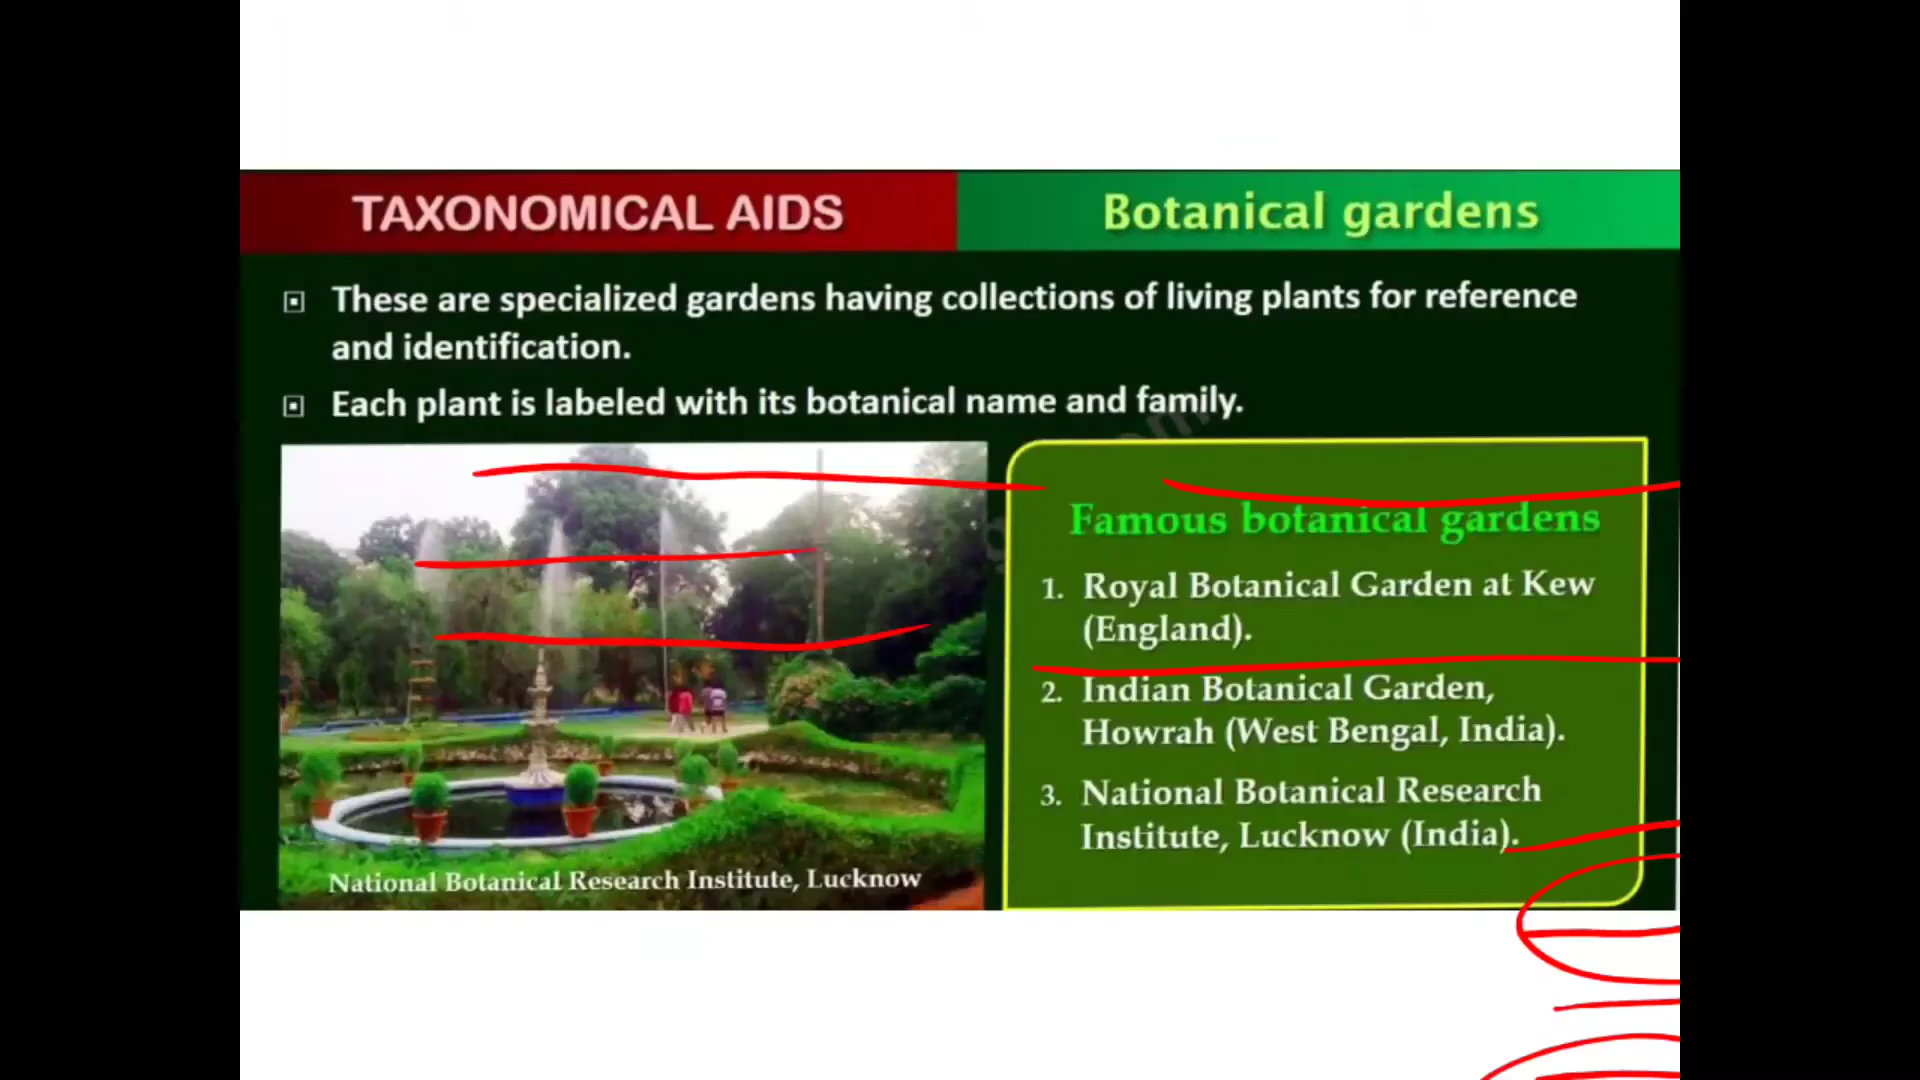 TAXONOMICAL AIDS
Botanical gardens
These are specialized gardens having collections of living plants for reference
and identification.
Each plant is labeled with its botanical name and family.
National Botanical Research Institute, Lucknow
Famous botanical gardens
1. Royal Botanical Garden at Kew
(England).
2. Indian Botanical Garden,
Howrah (West Bengal, India).
3. National Botanical Research
Institute, Lucknow (India).